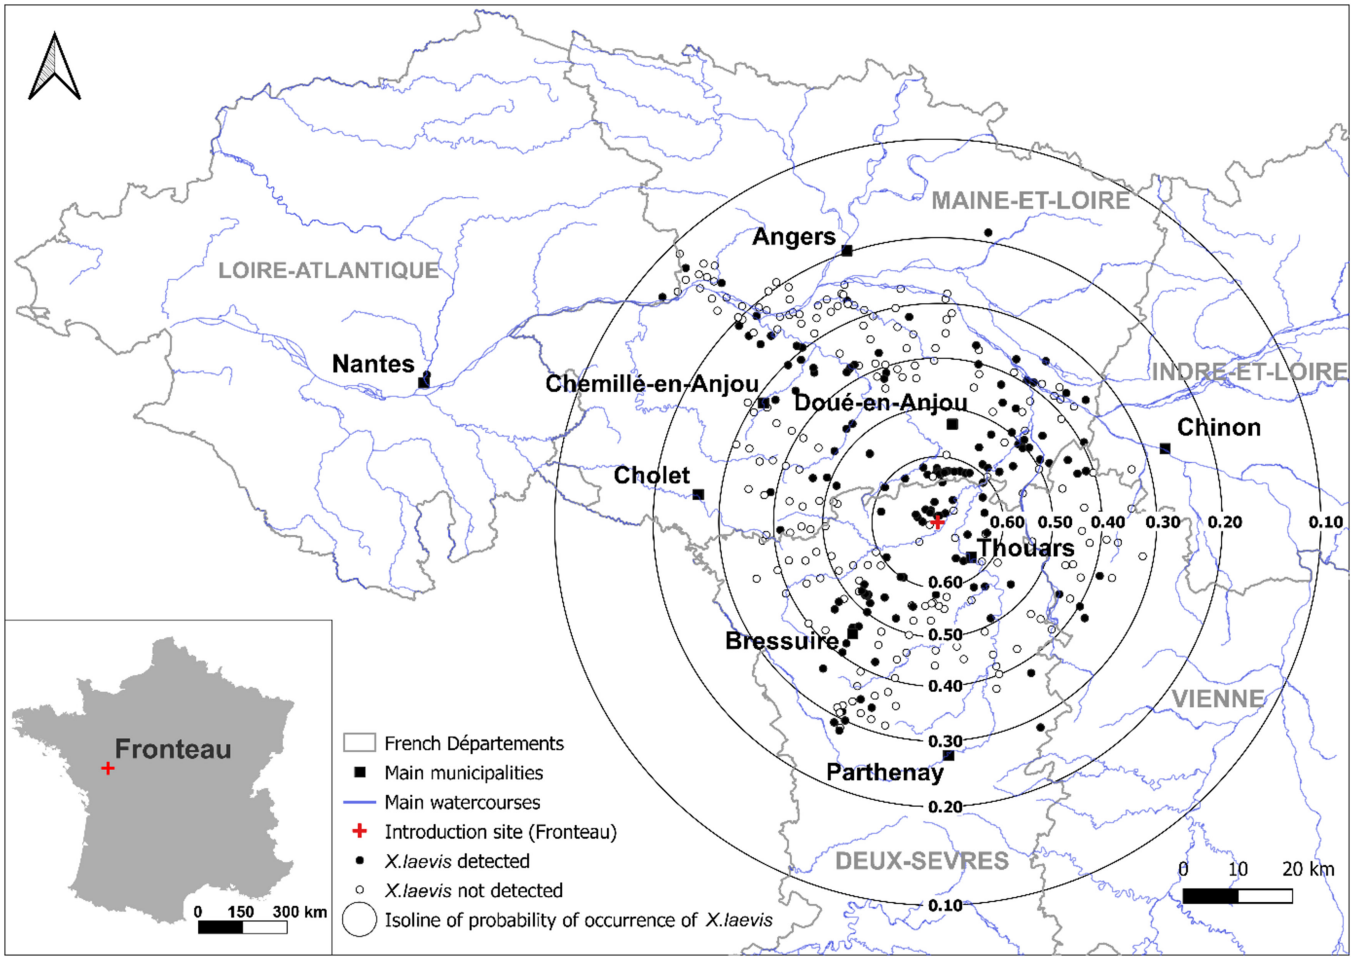 MAINE-ET-LOIRE
Angers
LOIRE-ATLANTIQUE
Nantes
Chemillé-en-Anjou
INDRE-ET-LOIRE
Doué-en-Anjou
Chinon
Cholet
0.60 0.50 0.40 0.30 0.20 0.10
Thouars
0.60
0.50
Bressuire
0.40
VIENNE
0.30
Parthenay
0.20
DEUX-SEVRES
0.10
0 20 km
Fronteau
0 150 300 km
French Départements
Main municipalities
Main watercourses
Introduction site (Fronteau)
X.laevis detected
X.laevis not detected
Isoline of probability of occurrence of X.laevis
0 10 20 km